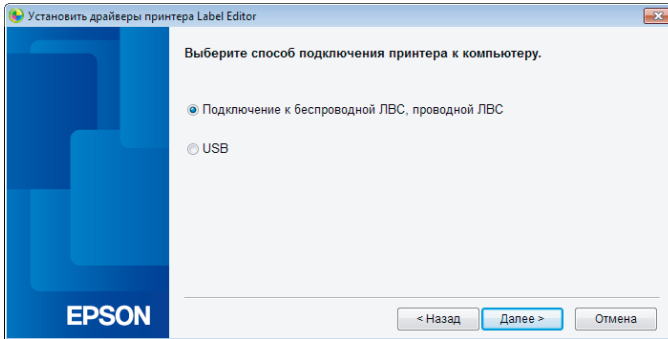 Установить драйверы принтера Label Editor
Выберите способ подключения принтера к компьютеру.
Подключение к беспроводной ЛВС, проводной ЛВС
USB
EPSON
< Назад
Далее >
Отмена